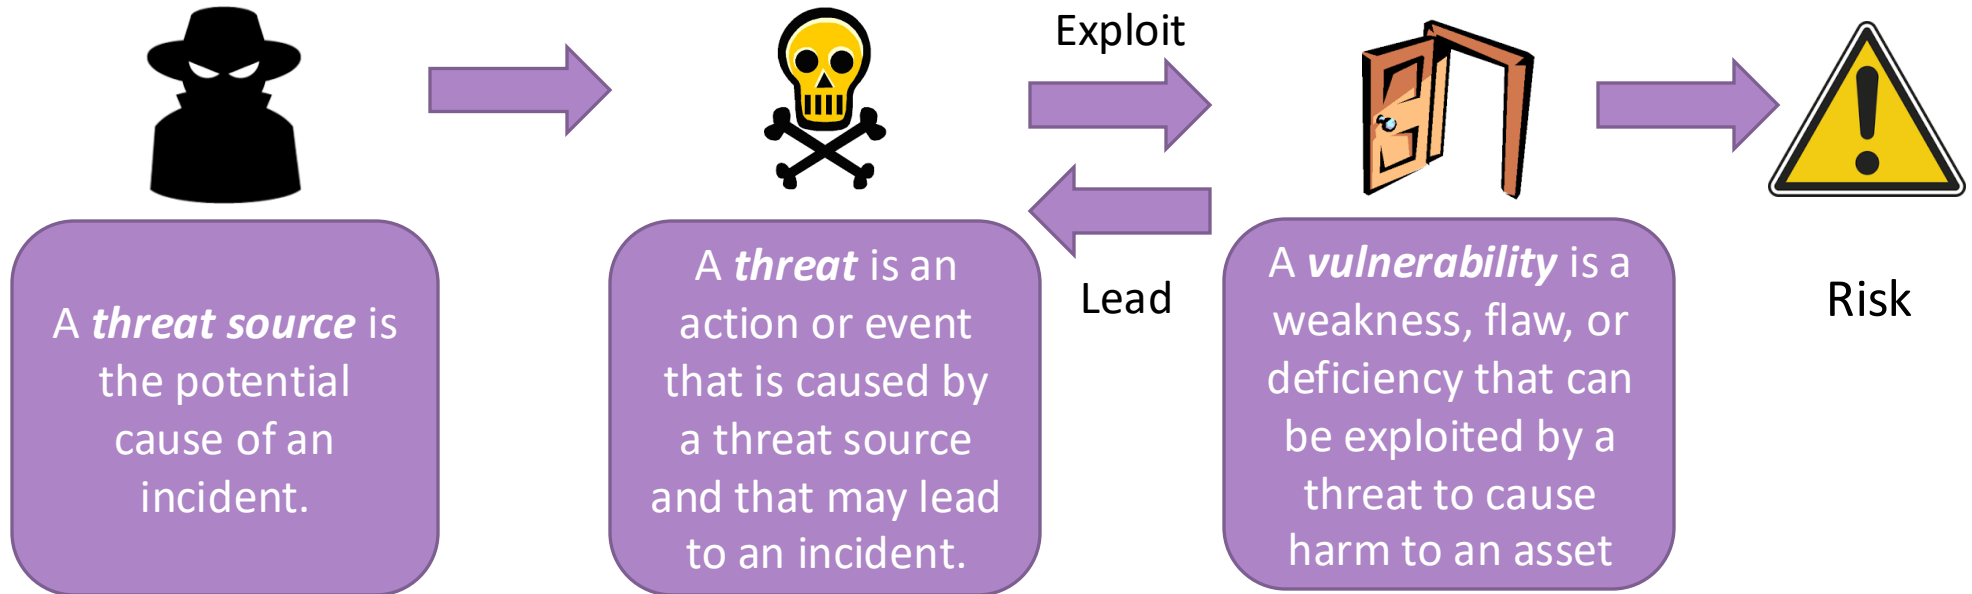 Exploit
A threat source is
the potential
cause of an
incident.
A threat is an
action or event
that is caused by
a threat source
and that may lead
to an incident.
Lead
A vulnerability is a
weakness, flaw, or
deficiency that can
be exploited by a
threat to cause
harm to an asset
Risk